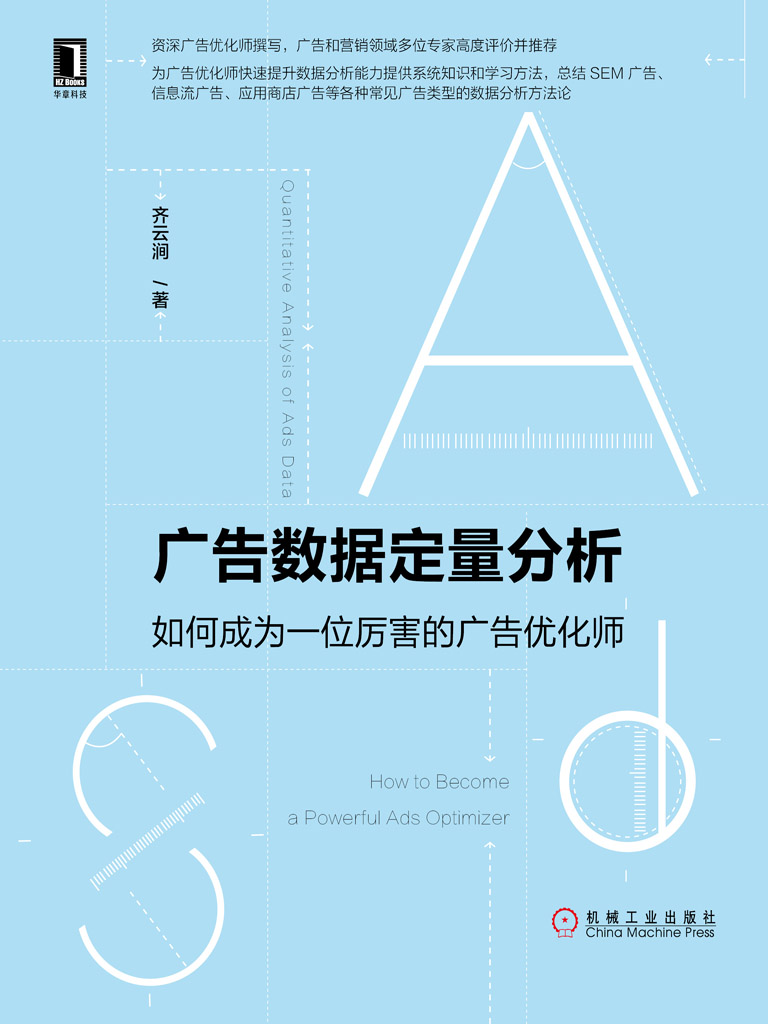 资深广告优化师撰写，广告和营销领域多位专家高度评价并推荐
为广告优化师快速提升数据分析能力提供系统知识和学习方法，总结 SEM 广告、
信息流广告、应用商店广告等各种常见广告类型的数据分析方法论
HZ Books
华章科技
齐云涧 / 著
Quantitative Analysis of Ads Data
A
广告数据定量分析
如何成为一位厉害的广告优化师
d
s
How to Become
a Powerful Ads Optimizer
机械工业出版社
China Machine Press